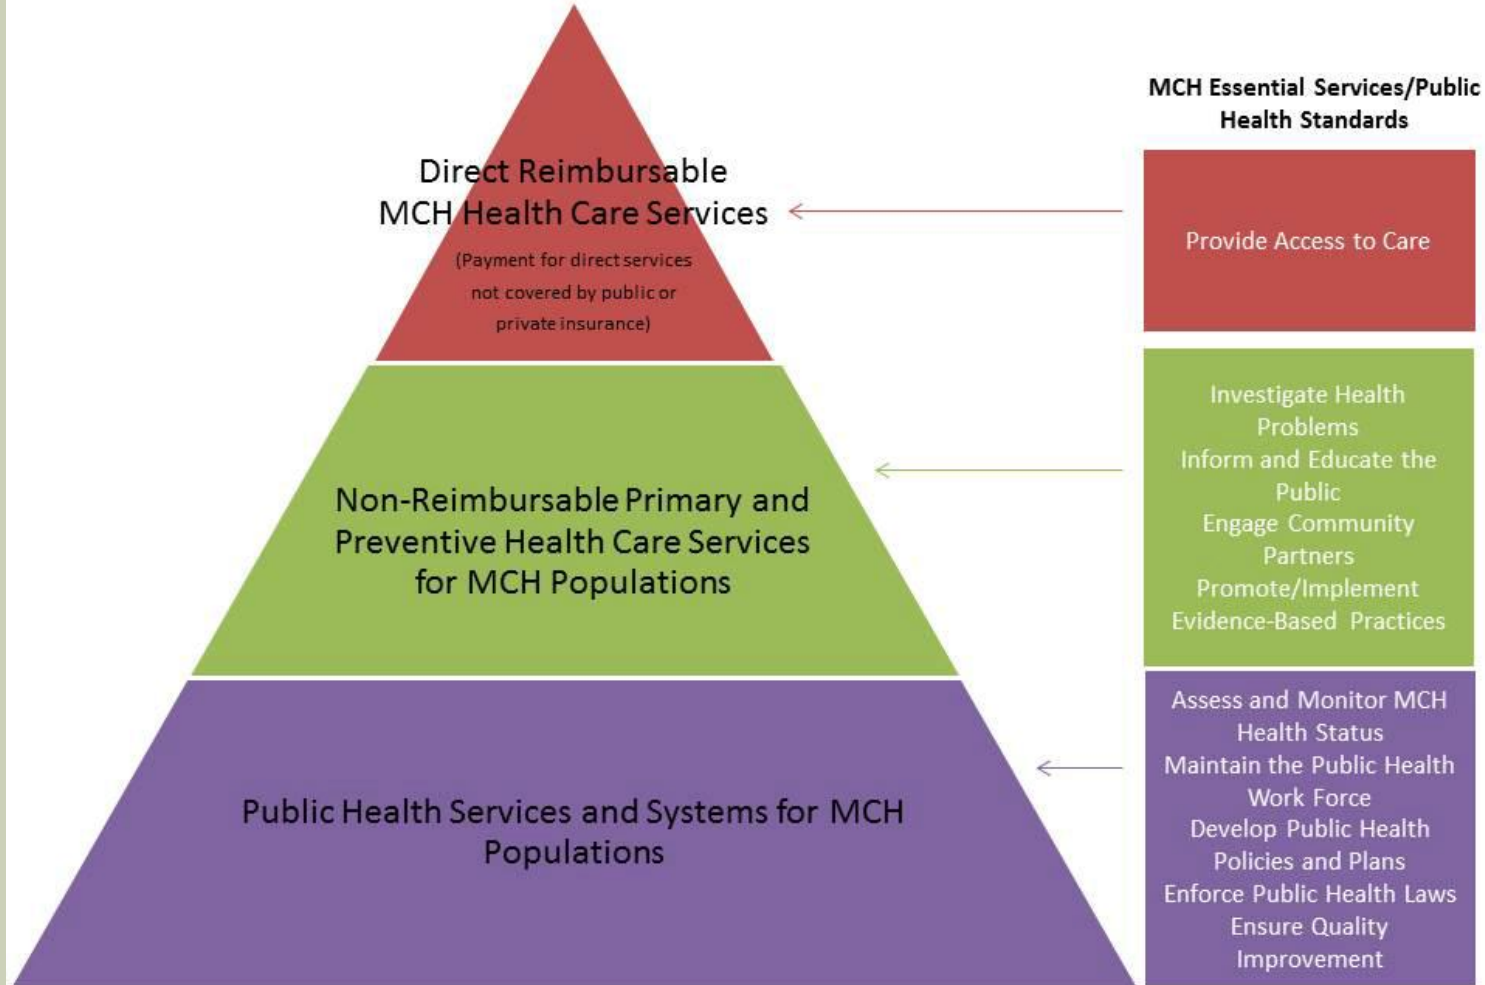 Direct Reimbursable
MCH Health Care Services
(Payment for direct services
not covered by public or
private insurance)
Non-Reimbursable Primary and
Preventive Health Care Services
for MCH Populations
Public Health Services and Systems for MCH
Populations
MCH Essential Services/Public
Health Standards
Provide Access to Care
Investigate Health
Problems
Inform and Educate the
Public
Engage Community
Partners
Promote/Implement
Evidence-Based Practices
Assess and Monitor MCH
Health Status
Maintain the Public Health
Work Force
Develop Public Health
Policies and Plans
Enforce Public Health Laws
Ensure Quality
Improvement